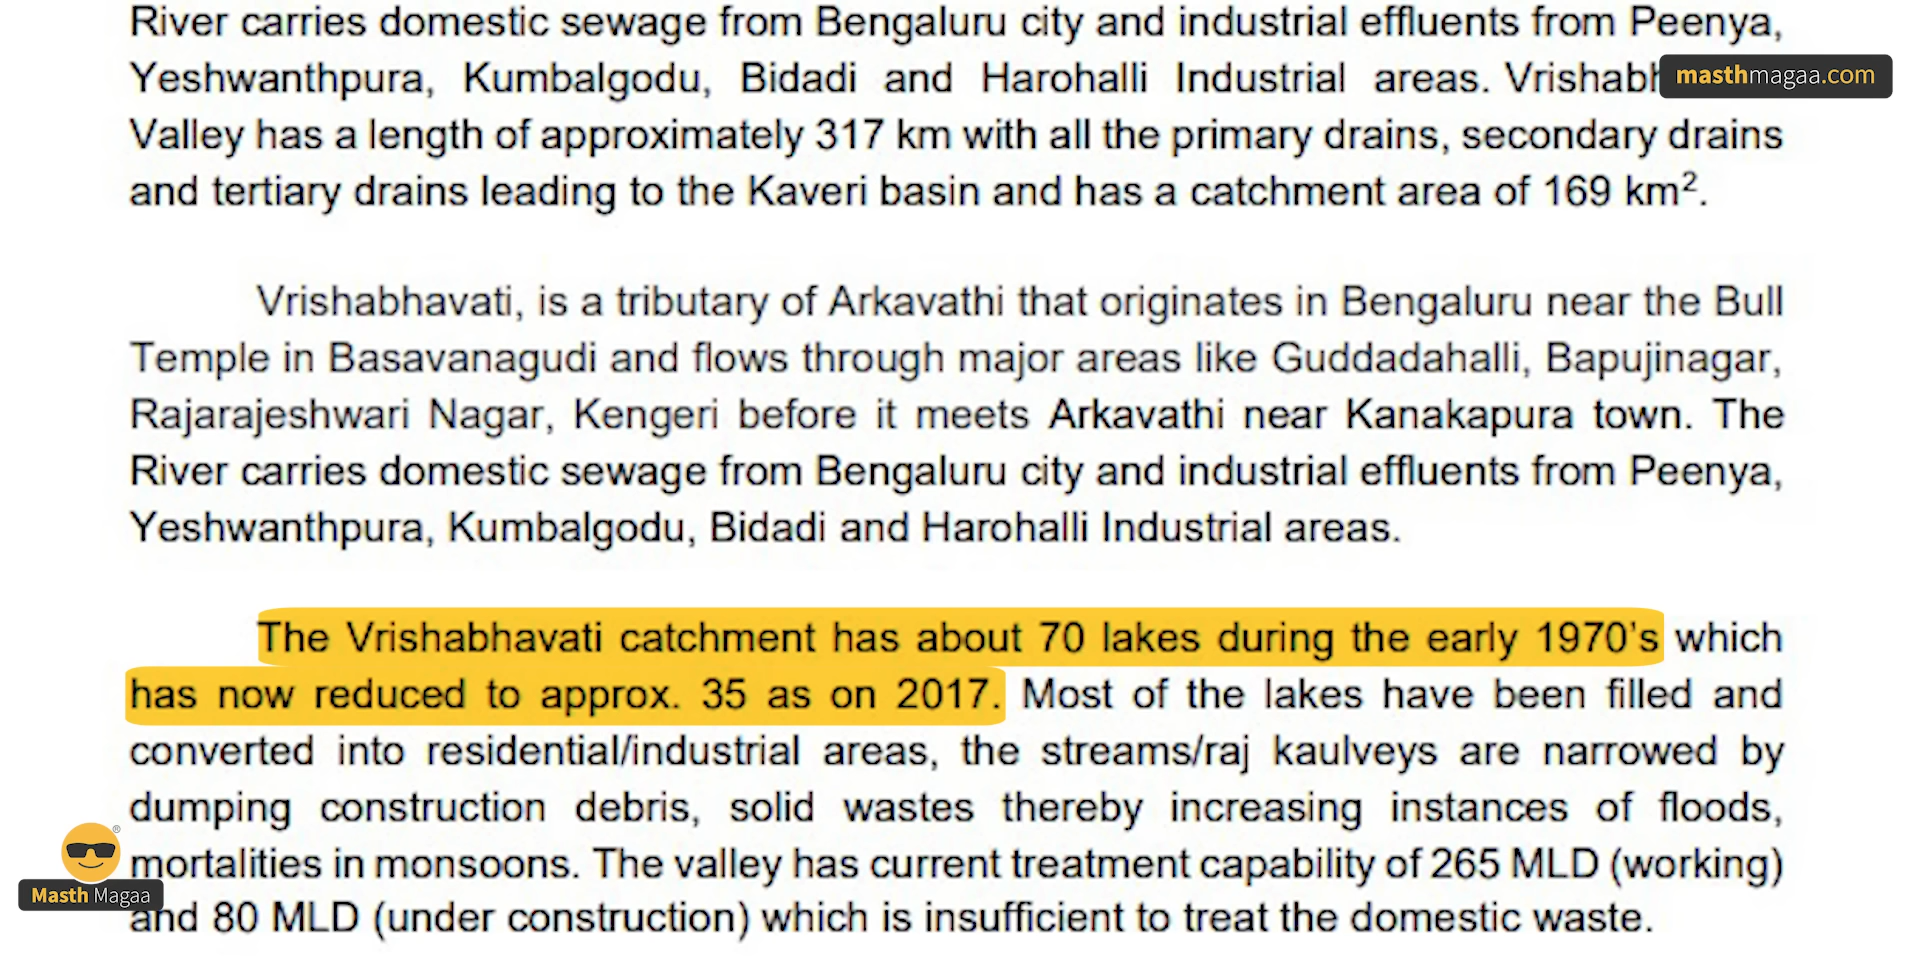 River carries domestic sewage from Bengaluru city and industrial effluents from Peenya,
Yeshwanthpura, Kumbalgodu, Bidadi and Harohalli Industrial areas.
masthmagaa.com
Valley has a length of approximately 317 km with all the primary drains, secondary drains
and tertiary drains leading to the Kaveri basin and has a catchment area of 169 km².
Vrishabhavati, is a tributary of Arkavathi that originates in Bengaluru near the Bull
Temple in Basavanagudi and flows through major areas like Guddadahalli, Bapujinagar,
Rajarajeshwari Nagar, Kengeri before it meets Arkavathi near Kanakapura town. The
River carries domestic sewage from Bengaluru city and industrial effluents from Peenya,
Yeshwanthpura, Kumbalgodu, Bidadi and Harohalli Industrial areas.
The Vrishabhavati catchment has about 70 lakes during the early 1970's which
has now reduced to approx. 35 as on 2017. Most of the lakes have been filled and
converted into residential/industrial areas, the streams/raj kaulveys are narrowed by
dumping construction debris, solid wastes thereby increasing instances of floods,
mortalities in monsoons. The valley has current treatment capability of 265 MLD (working)
and 80 MLD (under construction) which is insufficient to treat the domestic waste.
®
Masth Magaa